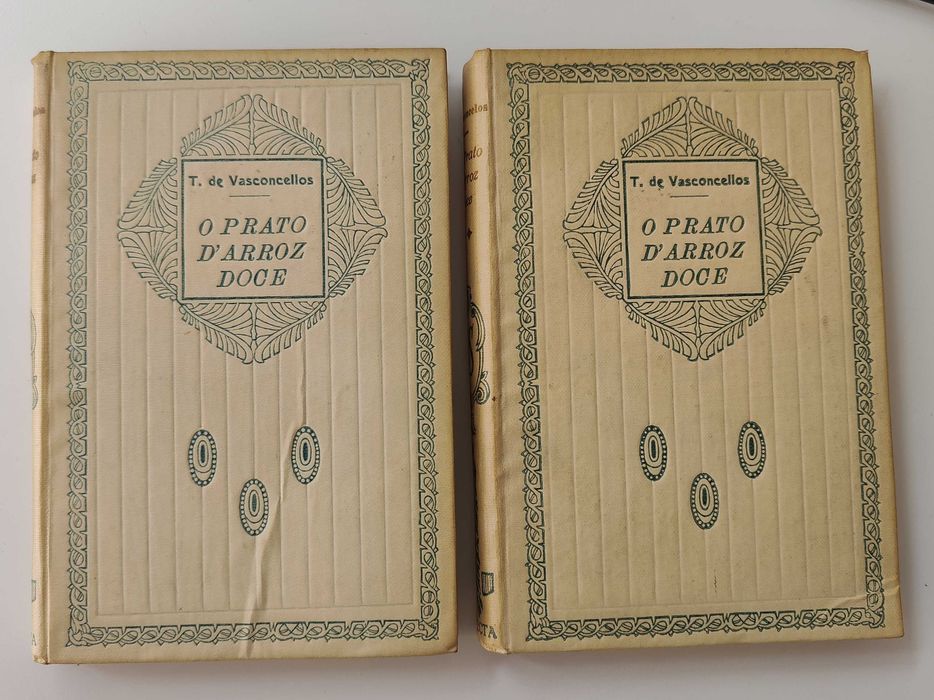 T. de Vasconcellos
O PRATO
D'ARROZ
DOCE
T. de Vasconcellos
O PRATO
D'ARROZ
DOCE